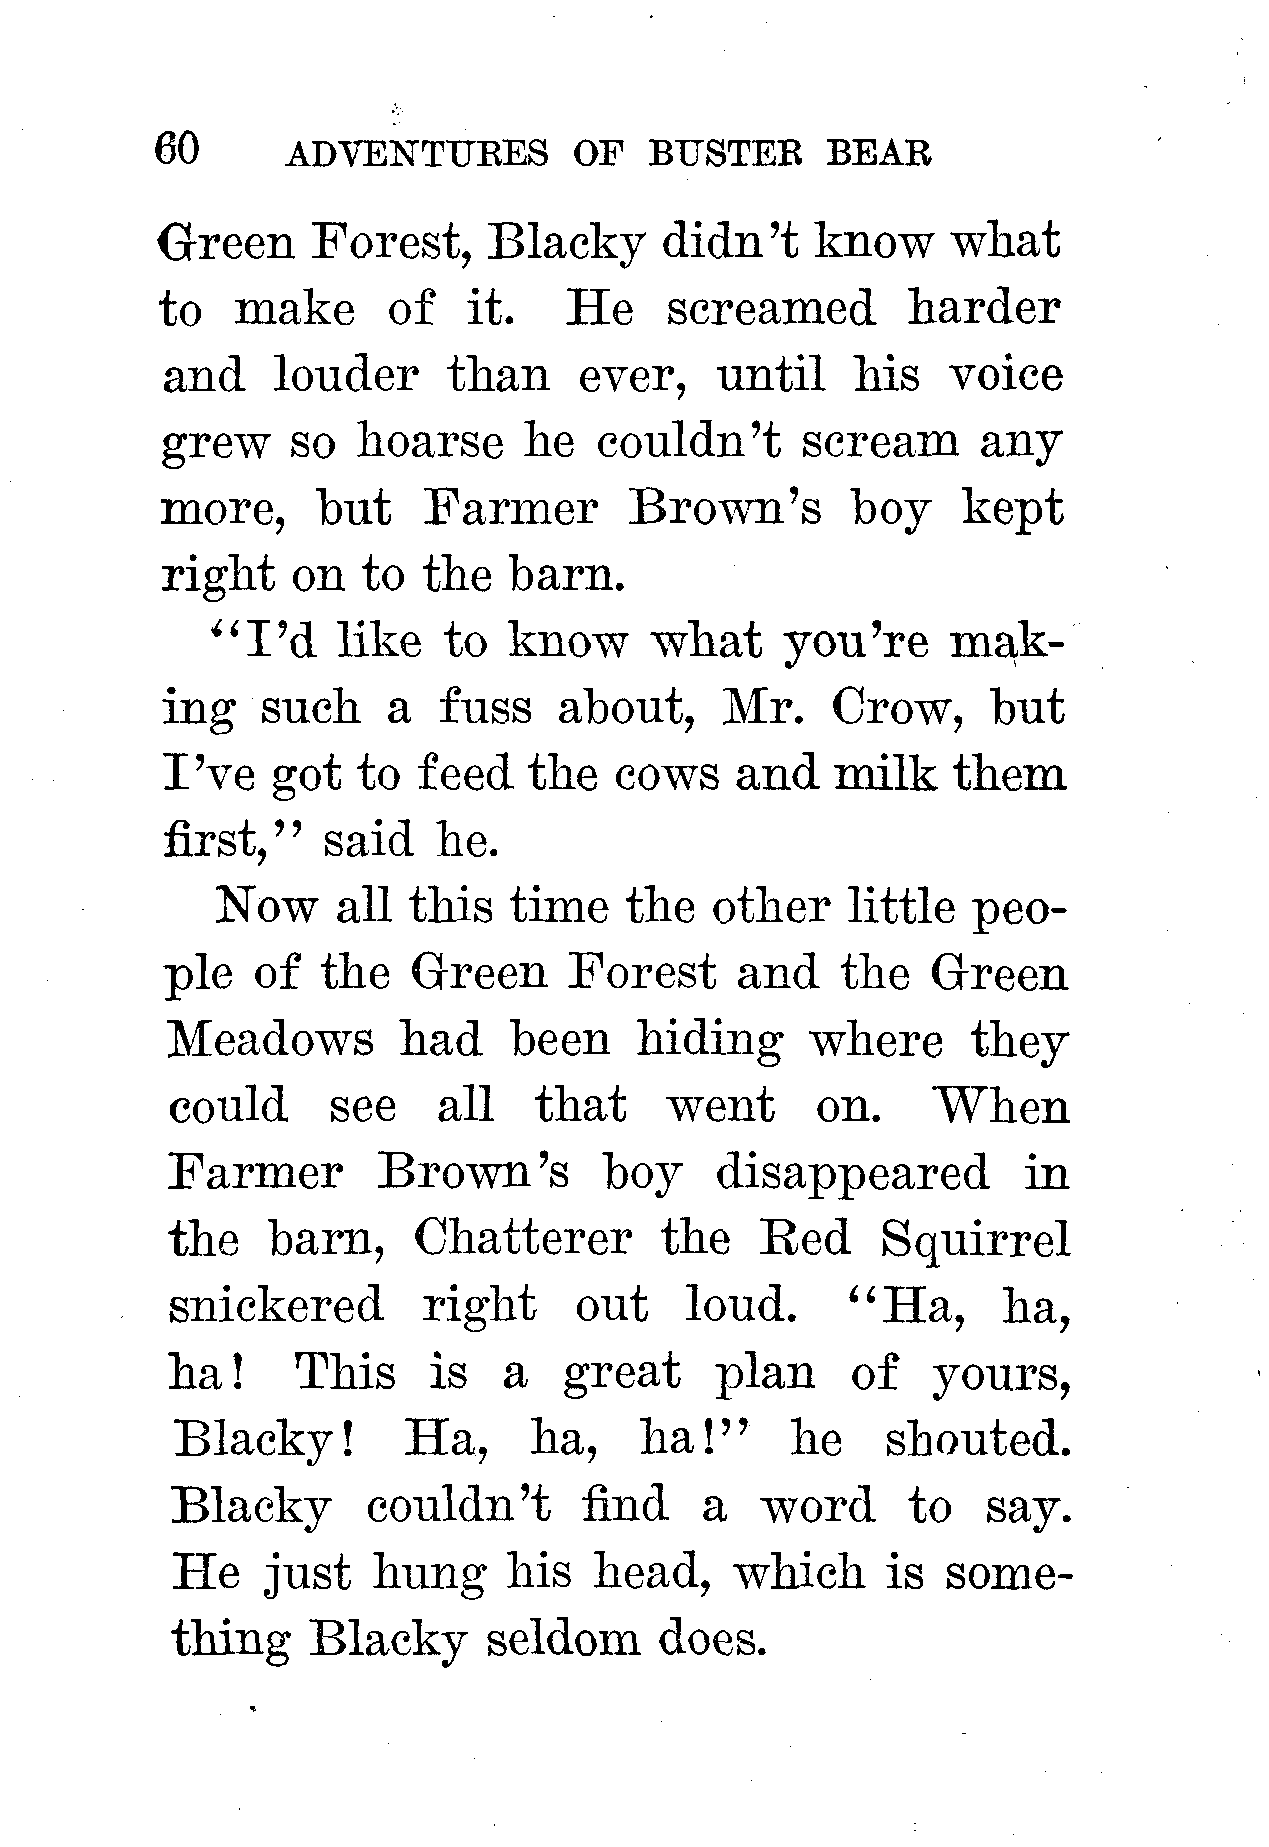 60 ADVENTURES OF BUSTER BEAR
Green Forest, Blacky didn't know what
to make of it. He screamed harder
and louder than ever, until his voice
grew so hoarse he couldn't scream any
more, but Farmer Brown's boy kept
right on to the barn.
"I'd like to know what you're mak-
ing such a fuss about, Mr. Crow, but
I've got to feed the cows and milk them
first," said he.
Now all this time the other little peo-
ple of the Green Forest and the Green
Meadows had been hiding where they
could see all that went on. When
Farmer Brown's boy disappeared in
the barn, Chatterer the Red Squirrel
snickered right out loud. "Ha, ha,
ha! This is a great plan of yours,
Blacky! Ha, ha, ha!" he shouted.
Blacky couldn't find a word to say.
He just hung his head, which is some-
thing Blacky seldom does.